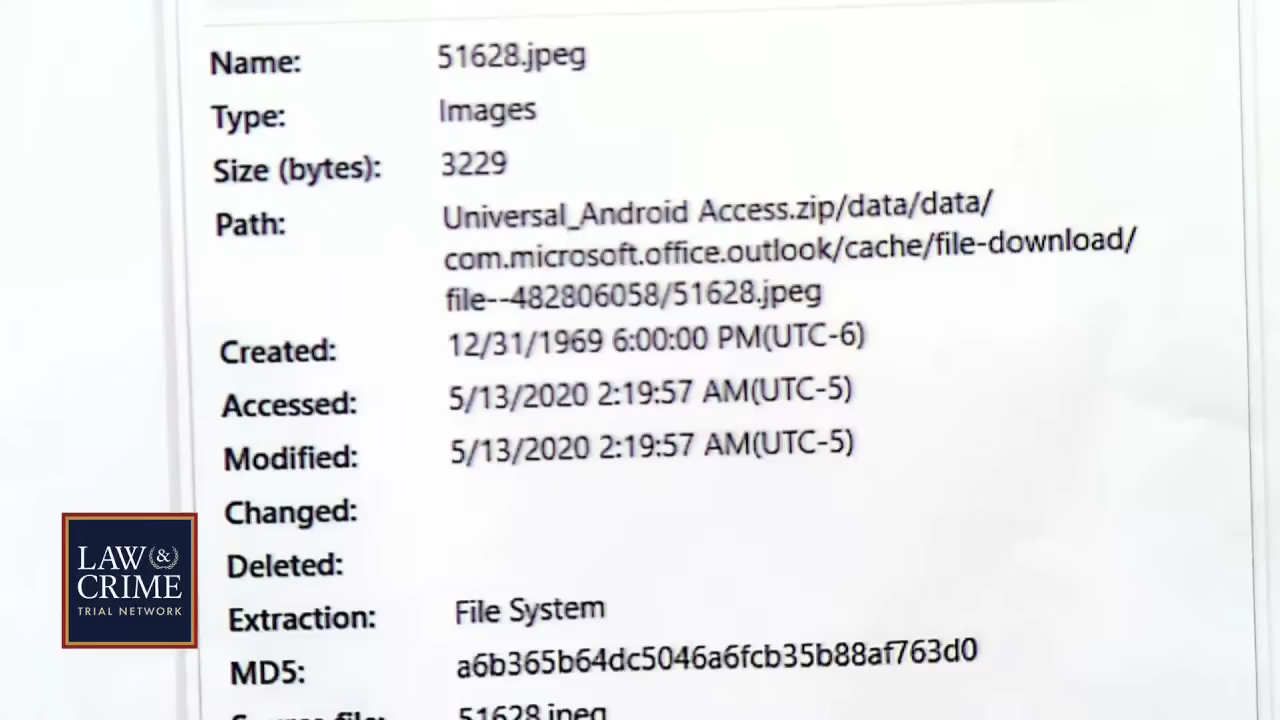 Name: 51628.jpeg
Type: Images
Size (bytes): 3229
Path: Universal_Android Access.zip/data/data/
com.microsoft.office.outlook/cache/file-download/
file--482806058/51628.jpeg
Created: 12/31/1969 6:00:00 PM(UTC-6)
Accessed: 5/13/2020 2:19:57 AM(UTC-5)
Modified: 5/13/2020 2:19:57 AM(UTC-5)
Changed:
Deleted:
Extraction: File System
MD5: a6b365b64dc5046a6fcb35b88af763d0
Source file: 51628.jpeg
LAW &
CRIME
TRIAL NETWORK